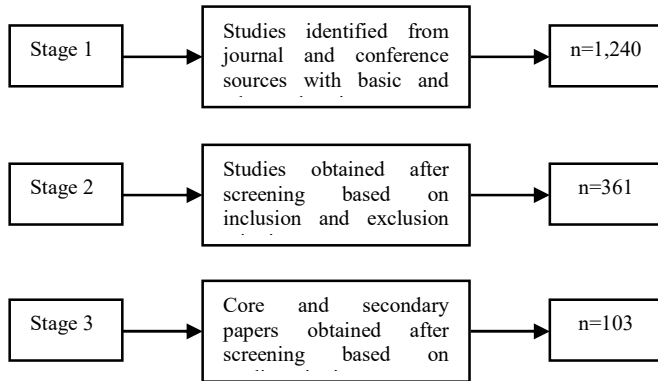 Stage 1
Studies identified from
journal and conference
sources with basic and
n=1,240
Stage 2
Studies obtained after
screening based on
inclusion and exclusion
n=361
Stage 3
Core and secondary
papers obtained after
screening based on
n=103